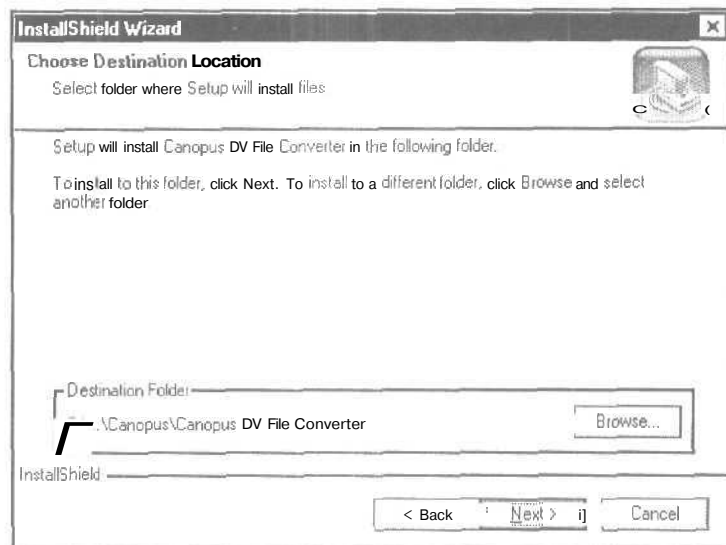 InstallShield Wizard
Choose Destination Location
Select folder where Setup will install files
Setup will install Canopus DV File Converter in the following folder.
To install to this folder, click Next. To install to a different folder, click Browse and select
another folder
Destination Folder
..\Canopus\Canopus DV File Converter
Browse...
InstallShield
< Back
Next >
Cancel